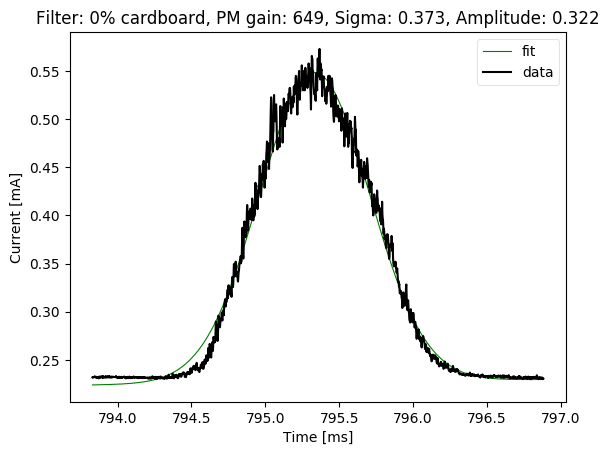 Filter: 0% cardboard, PM gain: 649, Sigma: 0.373, Amplitude: 0.322
fit
data
0.55
0.50
0.45
0.40
0.35
0.30
0.25
Current [mA]
794.0 794.5 795.0 795.5 796.0 796.5 797.0
Time [ms]